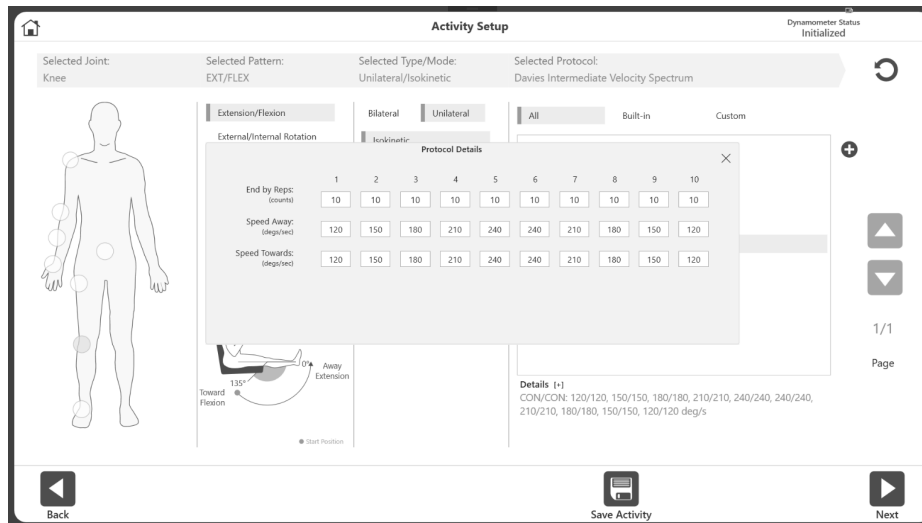 Activity Setup
Dynamometer Status
Initialized
Selected Joint:
Knee
Selected Pattern:
EXT/FLEX
Selected Type/Mode:
Unilateral/Isokinetic
Selected Protocol:
Davies Intermediate Velocity Spectrum
Extension/Flexion
External/Internal Rotation
Bilateral Unilateral
Isokinetic
All Built-in Custom
Protocol Details
1 2 3 4 5 6 7 8 9 10
End by Reps: 10 10 10 10 10 10 10 10 10 10
(counts)
Speed Away: 120 150 180 210 240 240 210 180 150 120
(degs/sec)
Speed Towards: 120 150 180 210 240 240 210 180 150 120
(degs/sec)
0° Away
Extension
135°
Toward
Flexion
Start Position
1/1
Page
Details [+]
CON/CON: 120/120, 150/150, 180/180, 210/210, 240/240, 240/240,
210/210, 180/180, 150/150, 120/120 deg/s
Back
Save Activity
Next